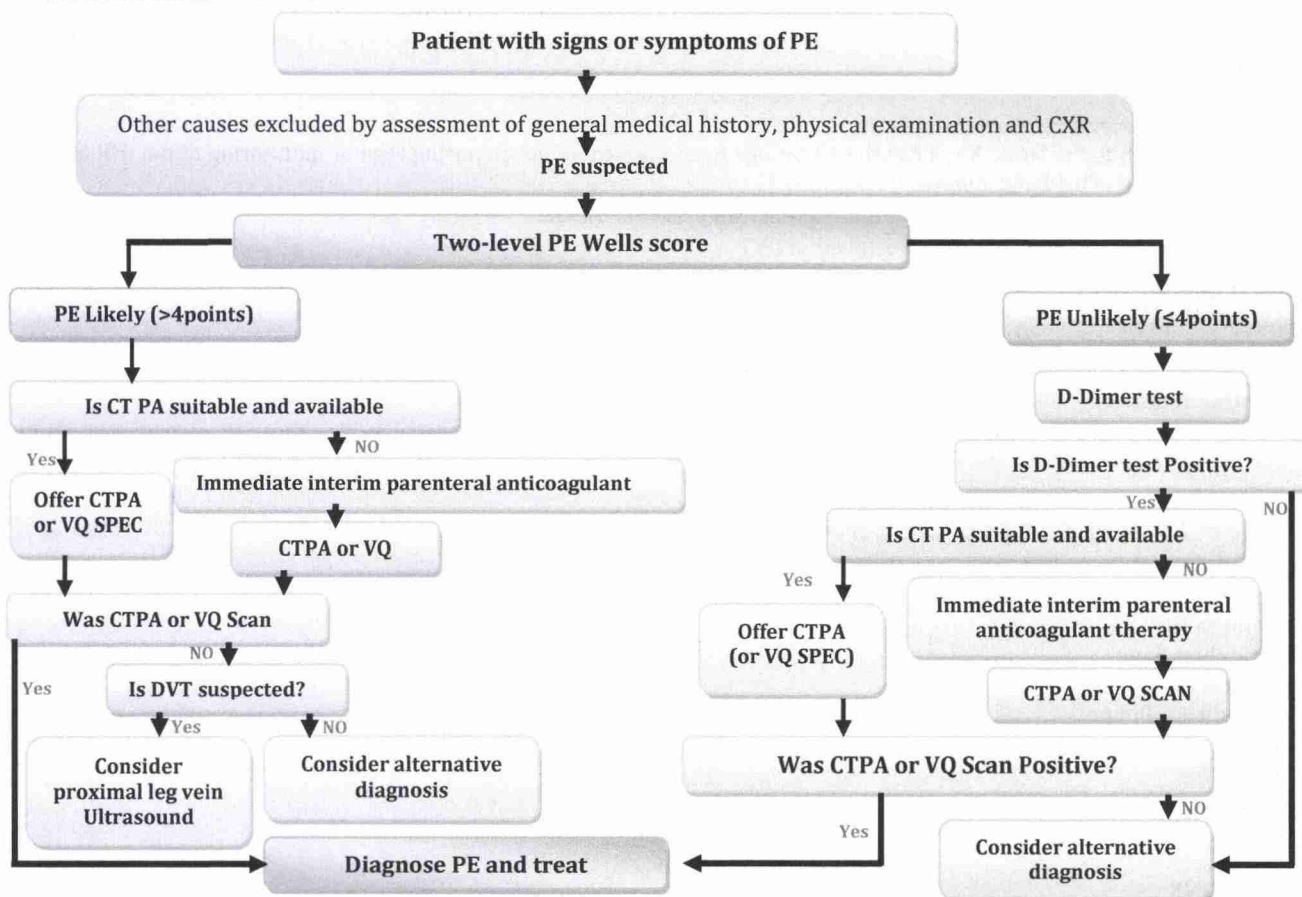 Patient with signs or symptoms of PE
Other causes excluded by assessment of general medical history, physical examination and CXR
PE suspected
Two-level PE Wells score
PE Likely (>4points)
Is CT PA suitable and available
Yes
NO
Offer CTPA
or VQ SPEC
Immediate interim parenteral anticoagulant
CTPA or VQ
Was CTPA or VQ Scan
Yes
NO
Is DVT suspected?
Yes
NO
Consider
proximal leg vein
Ultrasound
Consider alternative
diagnosis
PE Unlikely (≤4points)
D-Dimer test
Is D-Dimer test Positive?
Yes
NO
Is CT PA suitable and available
Yes
NO
Offer CTPA
(or VQ SPEC)
Immediate interim parenteral
anticoagulant therapy
CTPA or VQ SCAN
Was CTPA or VQ Scan Positive?
Yes
NO
Consider alternative
diagnosis
Diagnose PE and treat